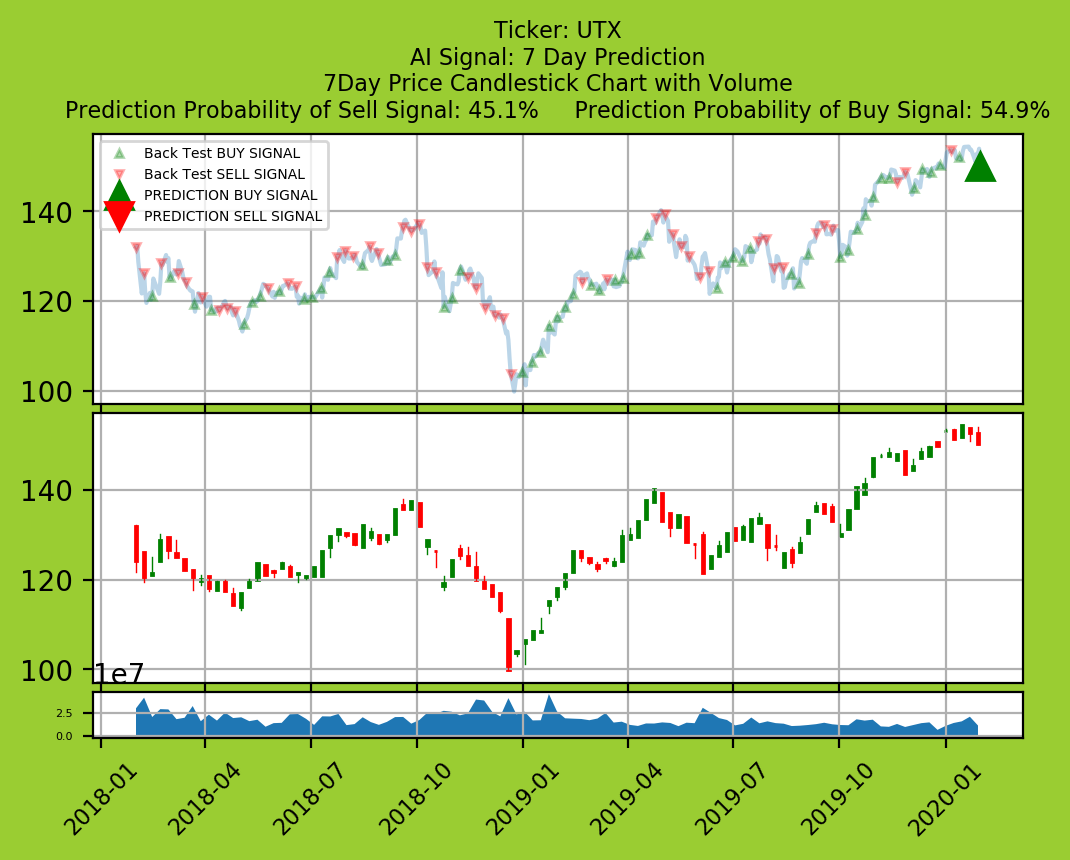 Ticker: UTX
AI Signal: 7 Day Prediction
7Day Price Candlestick Chart with Volume
Prediction Probability of Sell Signal: 45.1%     Prediction Probability of Buy Signal: 54.9%
Back Test BUY SIGNAL
Back Test SELL SIGNAL
PREDICTION BUY SIGNAL
PREDICTION SELL SIGNAL
140
120
100
140
120
100
1e7
2.5
0.0
2018-01 2018-04 2018-07 2018-10 2019-01 2019-04 2019-07 2019-10 2020-01